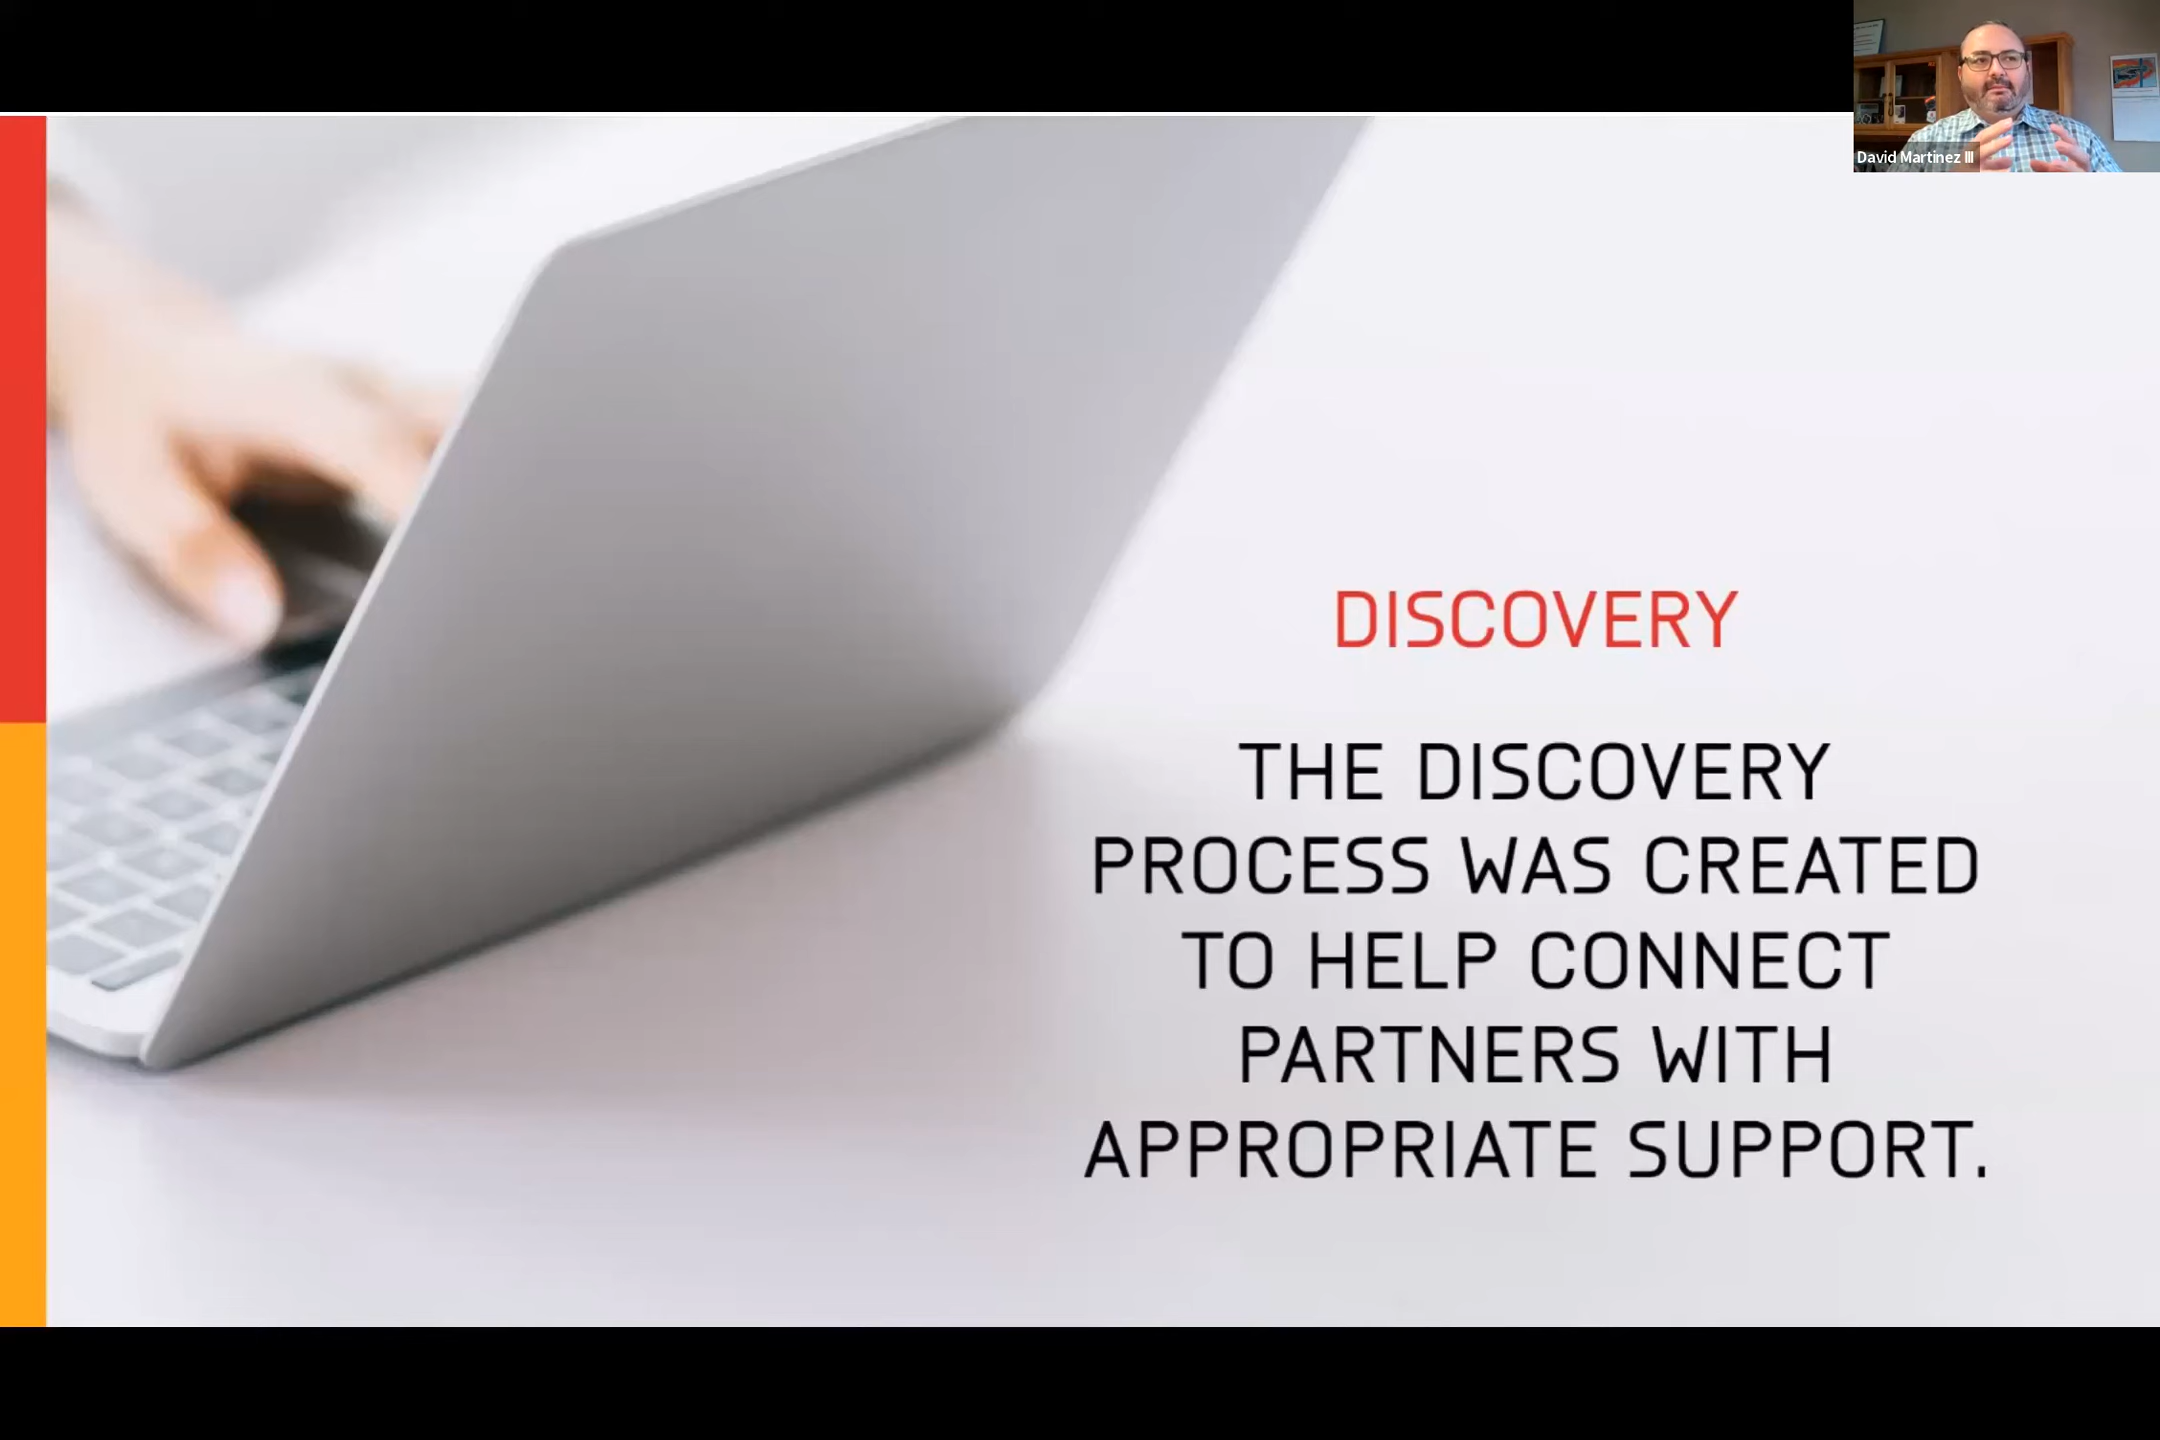 David Martinez III
DISCOVERY
THE DISCOVERY
PROCESS WAS CREATED
TO HELP CONNECT
PARTNERS WITH
APPROPRIATE SUPPORT.